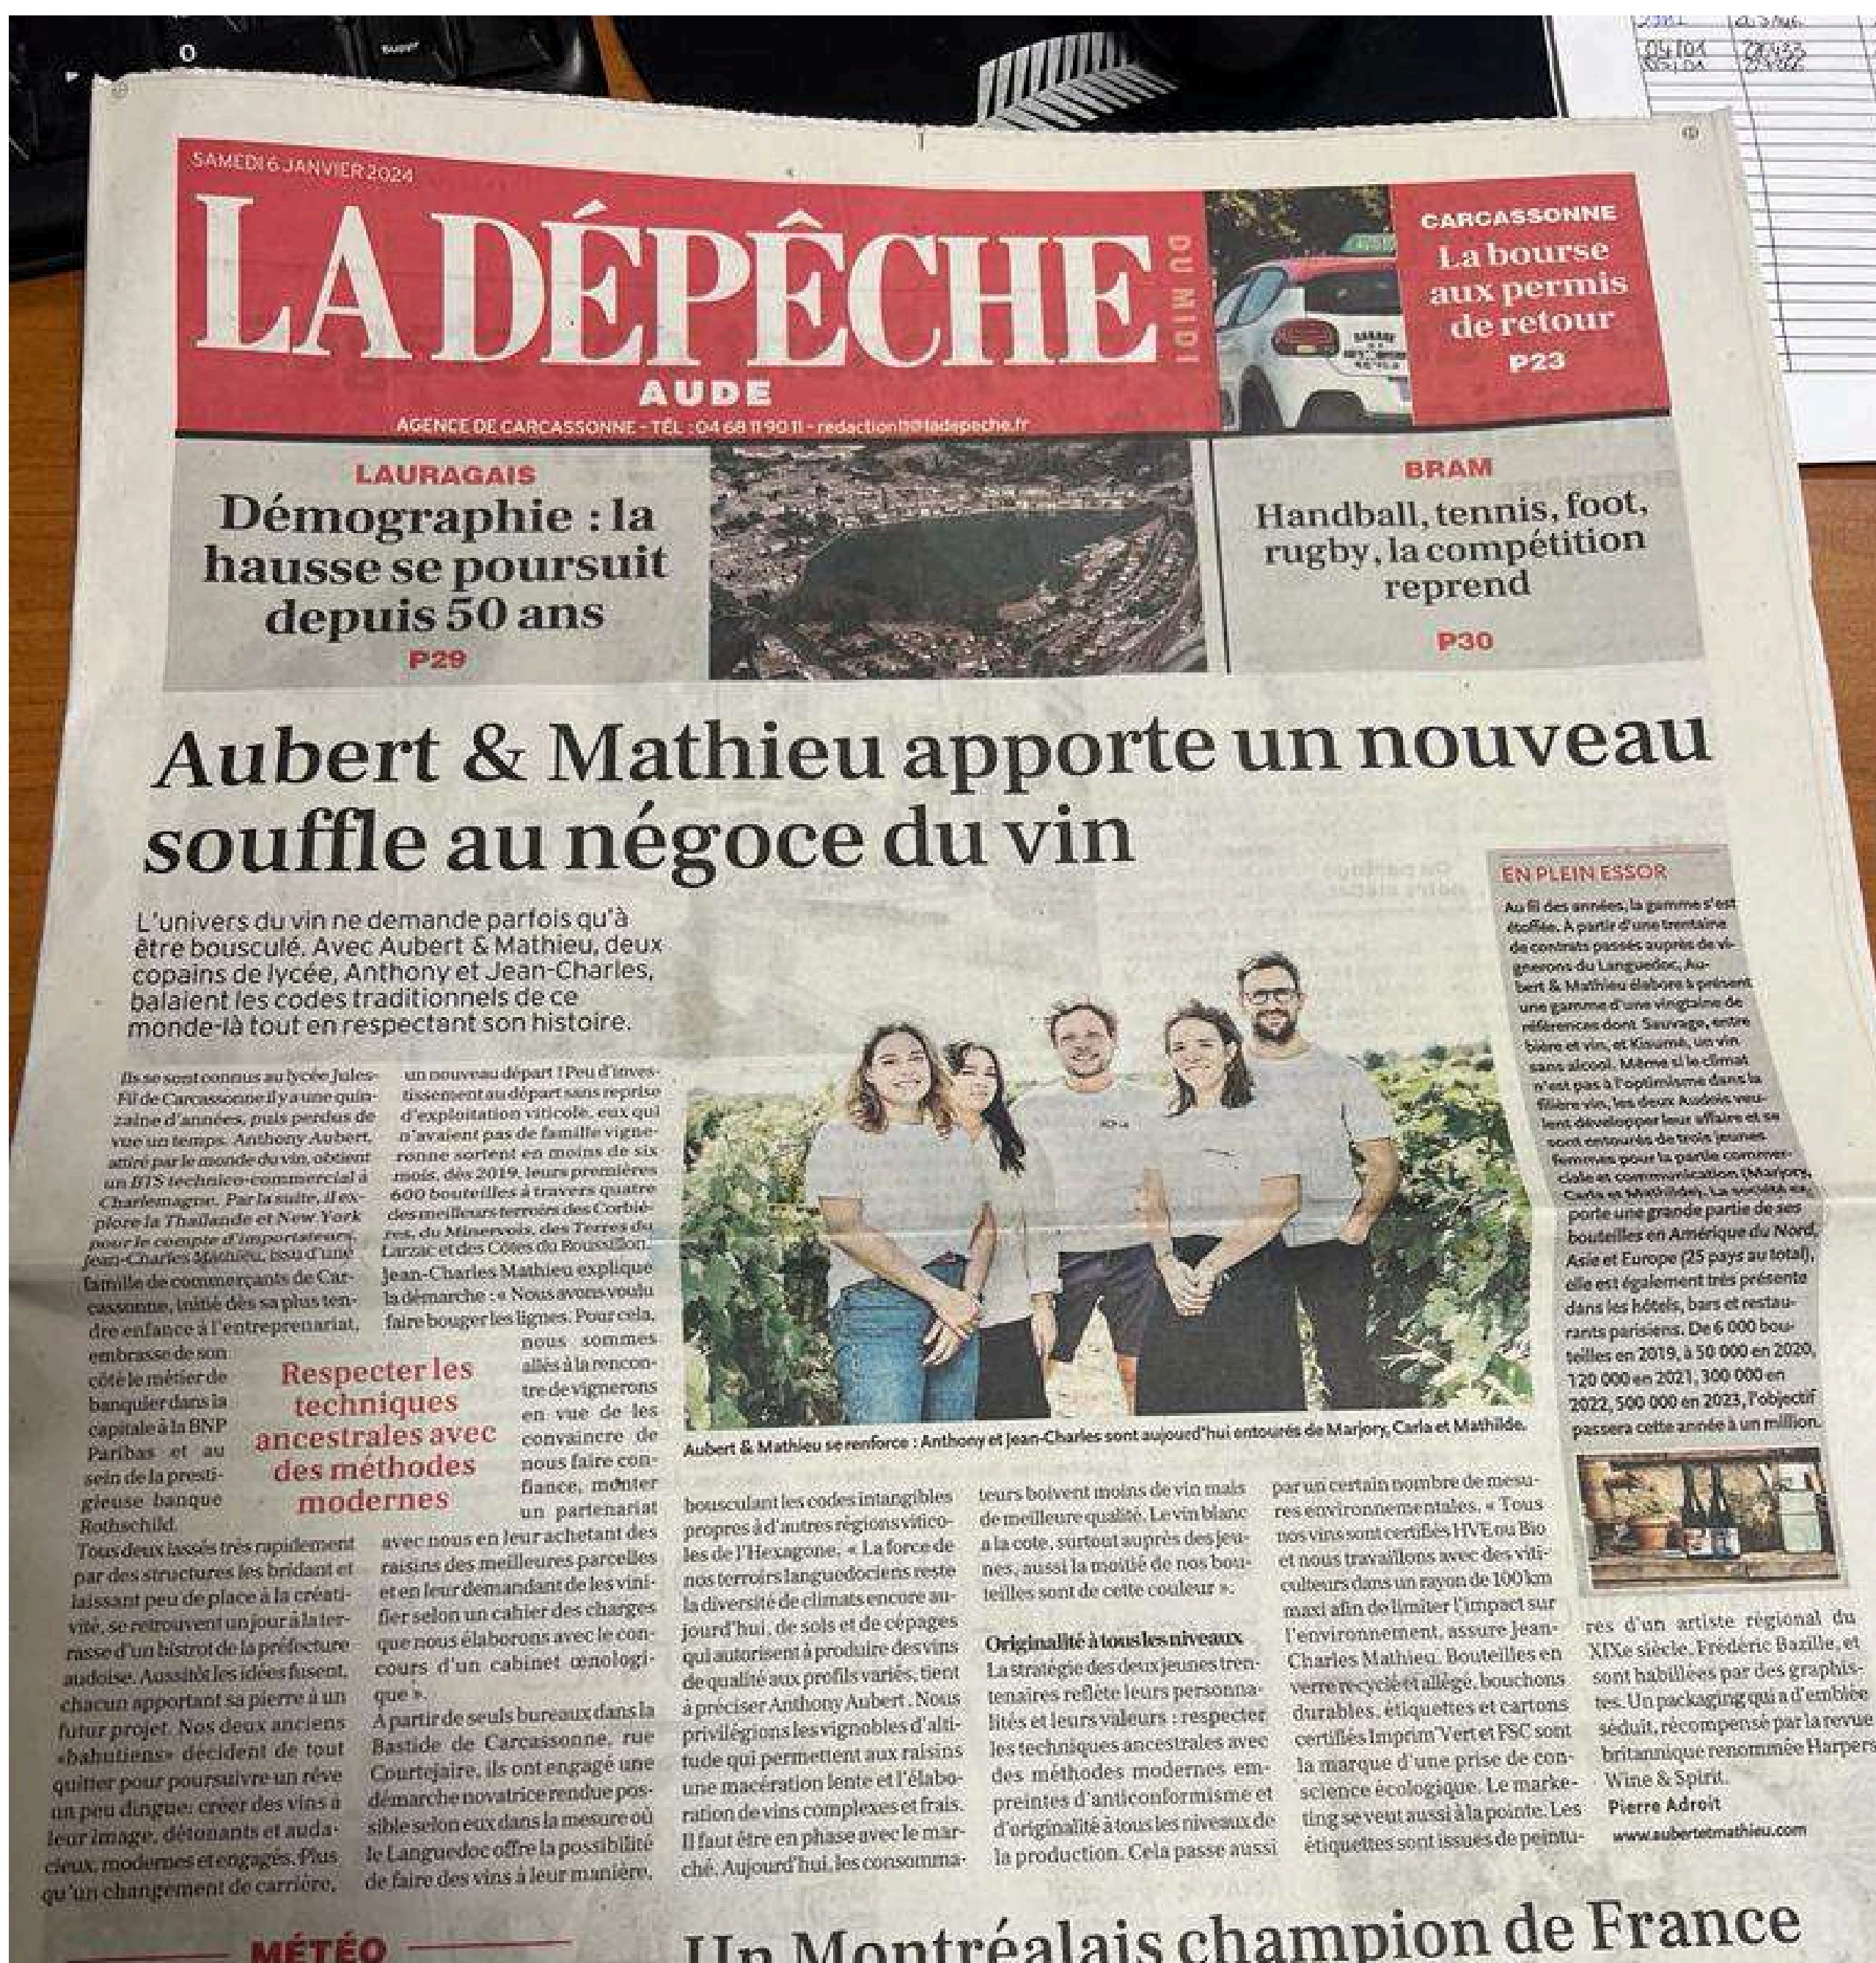 SAMEDI 6 JANVIER 2024
LA DÉPÊCHE
DU MIDI
AUDE
AGENCE DE CARCASSONNE - TÉL : 04 68 11 90 11 - redaction11@ladepeche.fr
CARCASSONNE
La bourse
aux permis
de retour
P23
LAURAGAIS
Démographie : la
hausse se poursuit
depuis 50 ans
P29
BRAM
Handball, tennis, foot,
rugby, la compétition
reprend
P30
Aubert & Mathieu apporte un nouveau
souffle au négoce du vin
L'univers du vin ne demande parfois qu'à
être bousculé. Avec Aubert & Mathieu, deux
copains de lycée, Anthony et Jean-Charles,
balaient les codes traditionnels de ce
monde-là tout en respectant son histoire.
Ils se sont connus au lycée Jules-
Fil de Carcassonne il y a une quin-
zaine d'années, puis perdus de
vue un temps. Anthony Aubert,
attiré par le monde du vin, obtient
un BTS technico-commercial à
Charlemagne. Par la suite, il ex-
plore la Thaïlande et New York
pour le compte d'importateurs.
Jean-Charles Mathieu, issu d'une
famille de commerçants de Car-
cassonne, initié dès sa plus ten-
dre enfance à l'entreprenariat,
embrasse de son
côté le métier de
banquier dans la
capitale à la BNP
Paribas et au
sein de la presti-
gieuse banque
Rothschild.
Tous deux lassés très rapidement
par des structures les bridant et
laissant peu de place à la créati-
vité, se retrouvent un jour à la ter-
rasse d'un bistrot de la préfecture
audoise. Aussitôt les idées fusent,
chacun apportant sa pierre à un
futur projet. Nos deux anciens
«bahutiens» décident de tout
quitter pour poursuivre un rêve
un peu dingue: créer des vins à
leur image, détonants et auda-
cieux, modernes et engagés. Plus
qu'un changement de carrière,
Respecter les
techniques
ancestrales avec
des méthodes
modernes
un nouveau départ ! Peu d'inves-
tissement au départ sans reprise
d'exploitation viticole, eux qui
n'avaient pas de famille vigne-
ronne sortent en moins de six
mois, dès 2019, leurs premières
600 bouteilles à travers quatre
des meilleurs terroirs des Corbiè-
res, du Minervois, des Terres du
Larzac et des Côtes du Roussillon.
Jean-Charles Mathieu explique
la démarche : « Nous avons voulu
faire bouger les lignes. Pour cela,
nous sommes
allés à la rencon-
tre de vignerons
en vue de les
convaincre de
nous faire con-
fiance, monter
un partenariat
avec nous en leur achetant des
raisins des meilleures parcelles
et en leur demandant de les vini-
fier selon un cahier des charges
que nous élaborons avec le con-
cours d'un cabinet œnologi-
que ».
A partir de seuls bureaux dans la
Bastide de Carcassonne, rue
Courtejaire, ils ont engagé une
démarche novatrice rendue pos-
sible selon eux dans la mesure où
le Languedoc offre la possibilité
de faire des vins à leur manière,
Aubert & Mathieu se renforce : Anthony et Jean-Charles sont aujourd'hui entourés de Marjory, Carla et Mathilde.
bousculant les codes intangibles
propres à d'autres régions vitico-
les de l'Hexagone. « La force de
nos terroirs languedociens reste
la diversité de climats encore au-
jourd'hui, de sols et de cépages
qui autorisent à produire des vins
de qualité aux profils variés, tient
à préciser Anthony Aubert. Nous
privilégions les vignobles d'alti-
tude qui permettent aux raisins
une macération lente et l'élabo-
ration de vins complexes et frais.
Il faut être en phase avec le mar-
ché. Aujourd'hui, les consomma-
teurs boivent moins de vin mais
de meilleure qualité. Le vin blanc
a la cote, surtout auprès des jeu-
nes, aussi la moitié de nos bou-
teilles sont de cette couleur ».
Originalité à tous les niveaux
La stratégie des deux jeunes tren-
tenaires reflète leurs personna-
lités et leurs valeurs : respecter
les techniques ancestrales avec
des méthodes modernes em-
preintes d'anticonformisme et
d'originalité à tous les niveaux de
la production. Cela passe aussi
par un certain nombre de mesu-
res environnementales. « Tous
nos vins sont certifiés HVE ou Bio
et nous travaillons avec des viti-
culteurs dans un rayon de 100 km
maxi afin de limiter l'impact sur
l'environnement, assure Jean-
Charles Mathieu. Bouteilles en
verre recyclé et allégé, bouchons
durables, étiquettes et cartons
certifiés Imprim'Vert et FSC sont
la marque d'une prise de con-
science écologique. Le marke-
ting se veut aussi à la pointe. Les
étiquettes sont issues de peintu-
res d'un artiste régional du
XIXe siècle, Frédéric Bazille, et
sont habillées par des graphis-
tes. Un packaging qui a d'emblée
séduit, récompensé par la revue
britannique renommée Harpers
Wine & Spirit.
Pierre Adroit
www.aubertetmathieu.com
EN PLEIN ESSOR
Au fil des années, la gamme s'est
étoffée. À partir d'une trentaine
de contrats passés auprès de vi-
gnerons du Languedoc, Au-
bert & Mathieu élabore à présent
une gamme d'une vingtaine de
références dont Sauvage, entre
bière et vin, et Kisumé, un vin
sans alcool. Même si le climat
n'est pas à l'optimisme dans la
filière vin, les deux Audois veu-
lent développer leur affaire et se
sont entourés de trois jeunes
femmes pour la partie commer-
ciale et communication (Marjory,
Carla et Mathilde). La société ex-
porte une grande partie de ses
bouteilles en Amérique du Nord,
Asie et Europe (25 pays au total),
elle est également très présente
dans les hôtels, bars et restau-
rants parisiens. De 6 000 bou-
teilles en 2019, à 50 000 en 2020,
120 000 en 2021, 300 000 en
2022, 500 000 en 2023, l'objectif
passera cette année à un million.
MÉTÉO
Un Montréalais champion de France